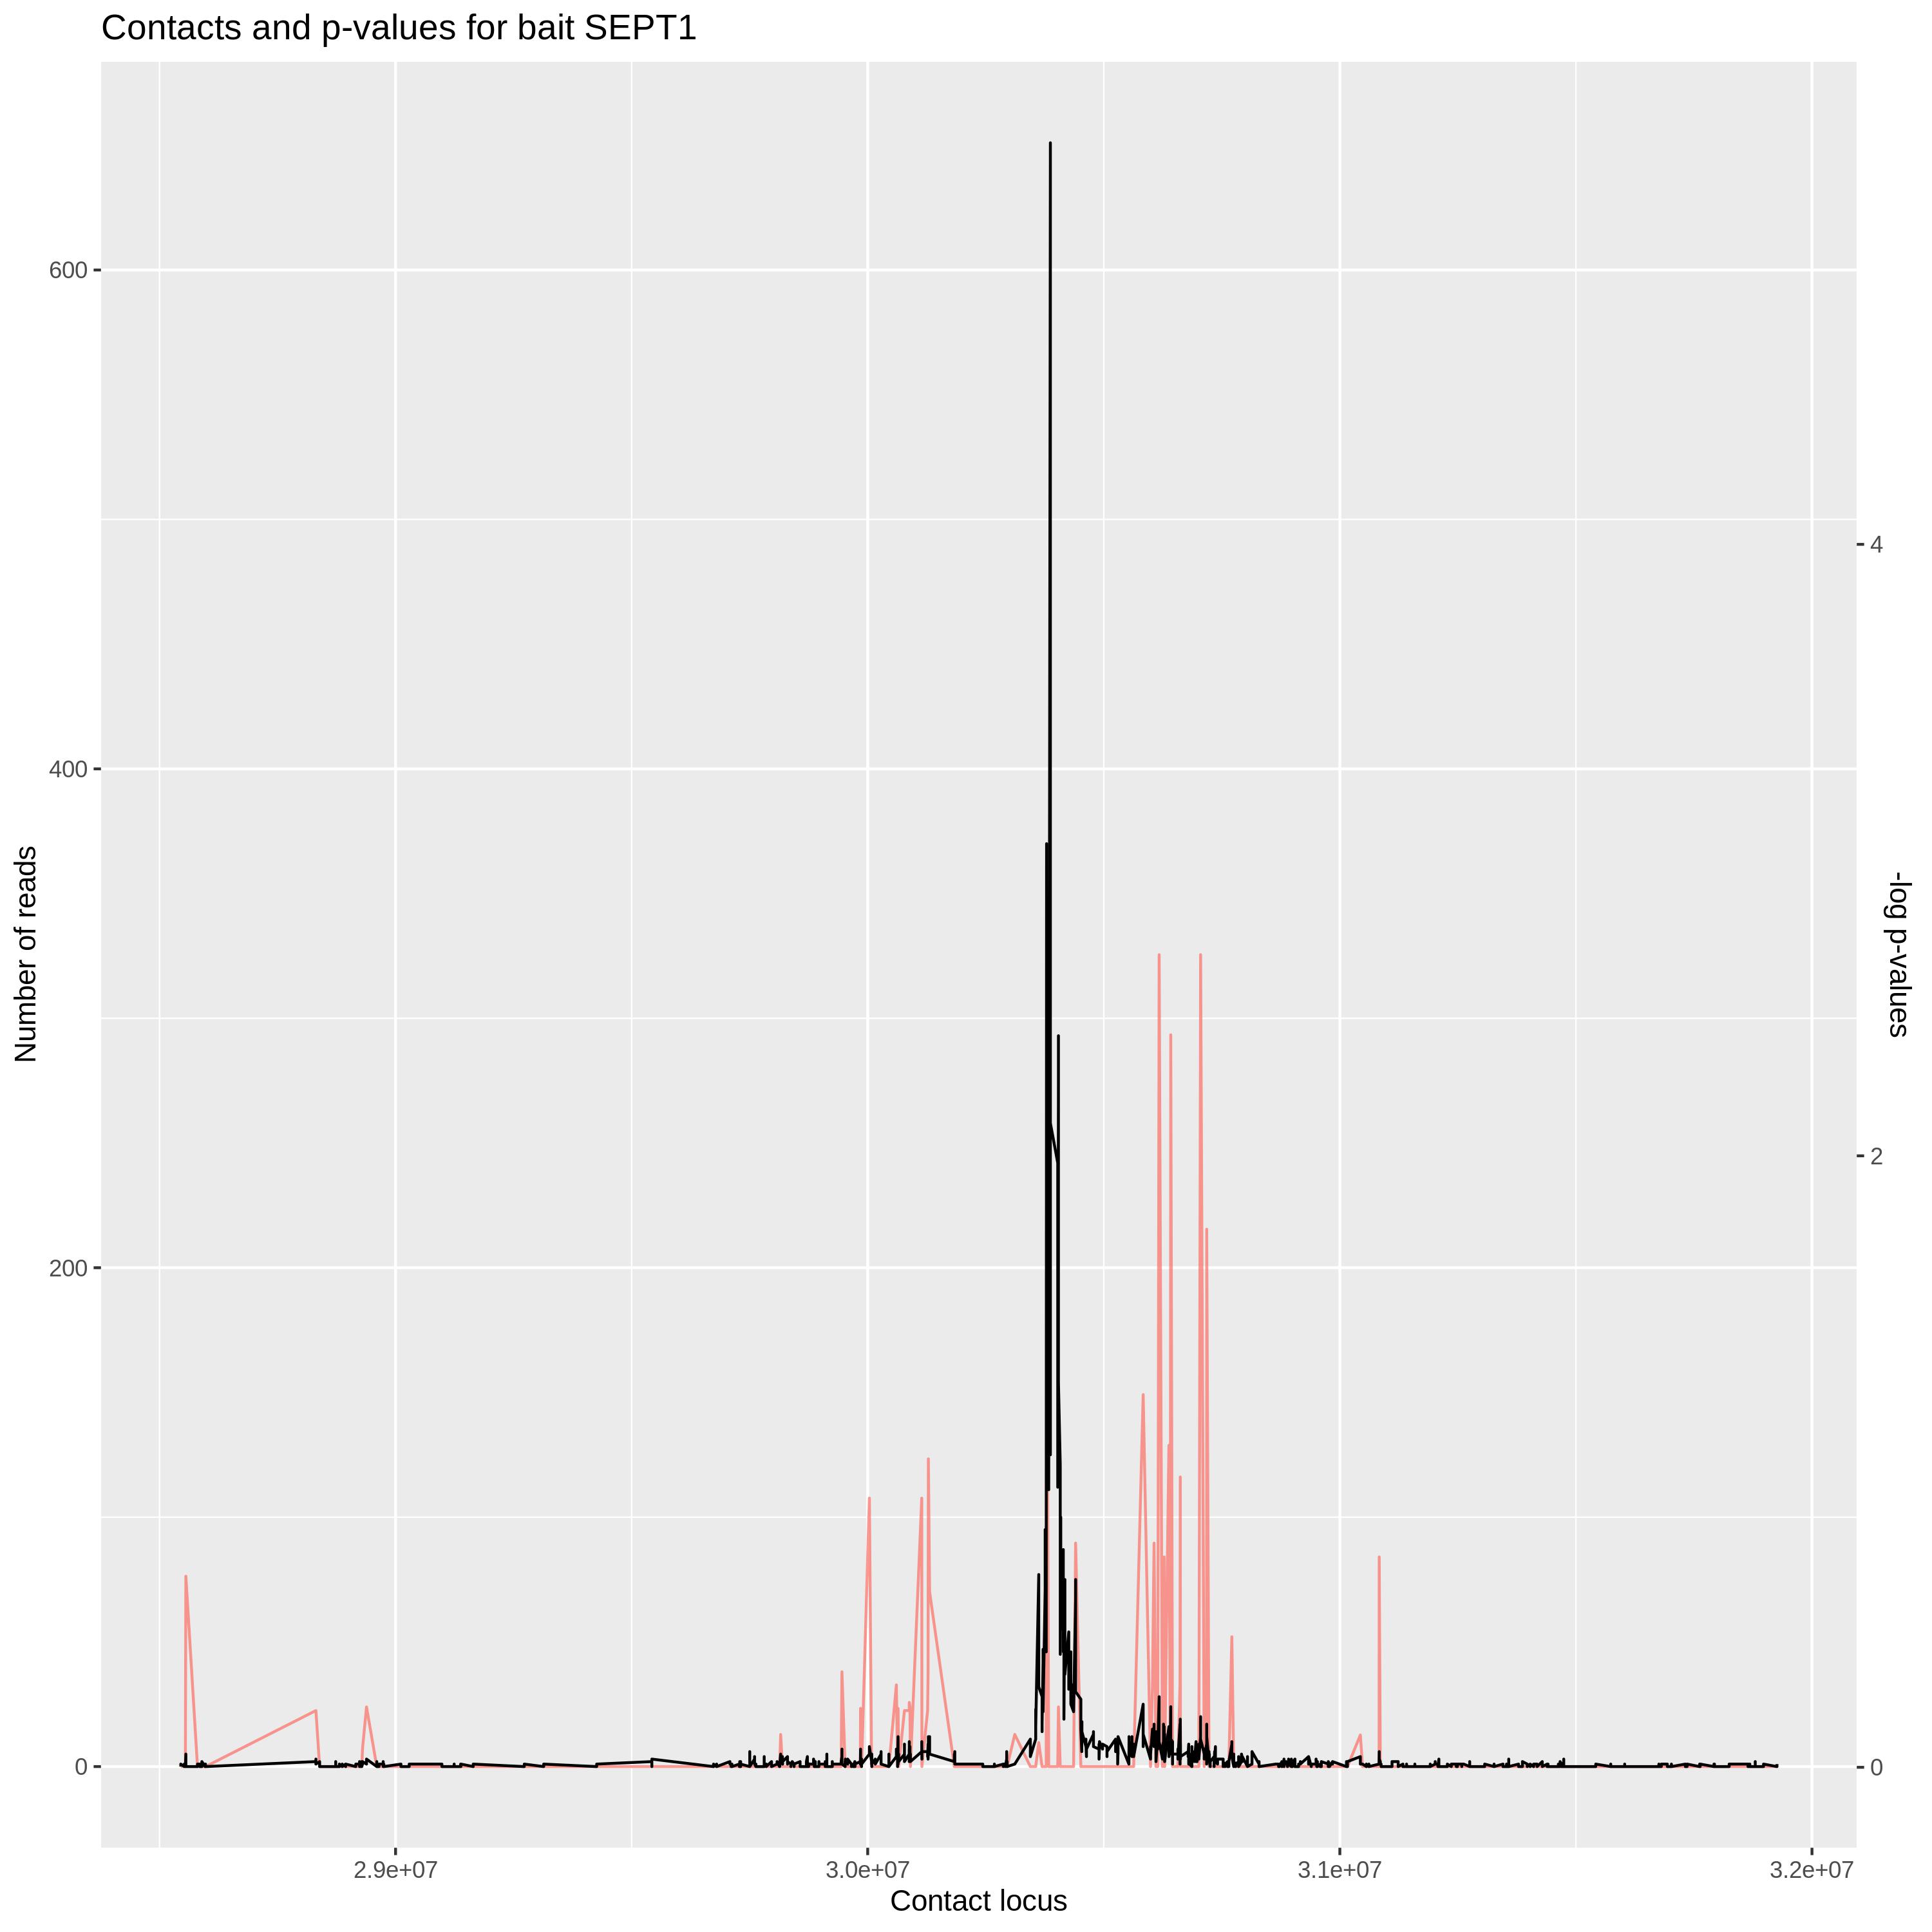 Contacts and p-values for bait SEPT1
600
400
200
0
Number of reads
4
2
0
-log p-values
2.9e+07
3.0e+07
3.1e+07
3.2e+07
Contact locus